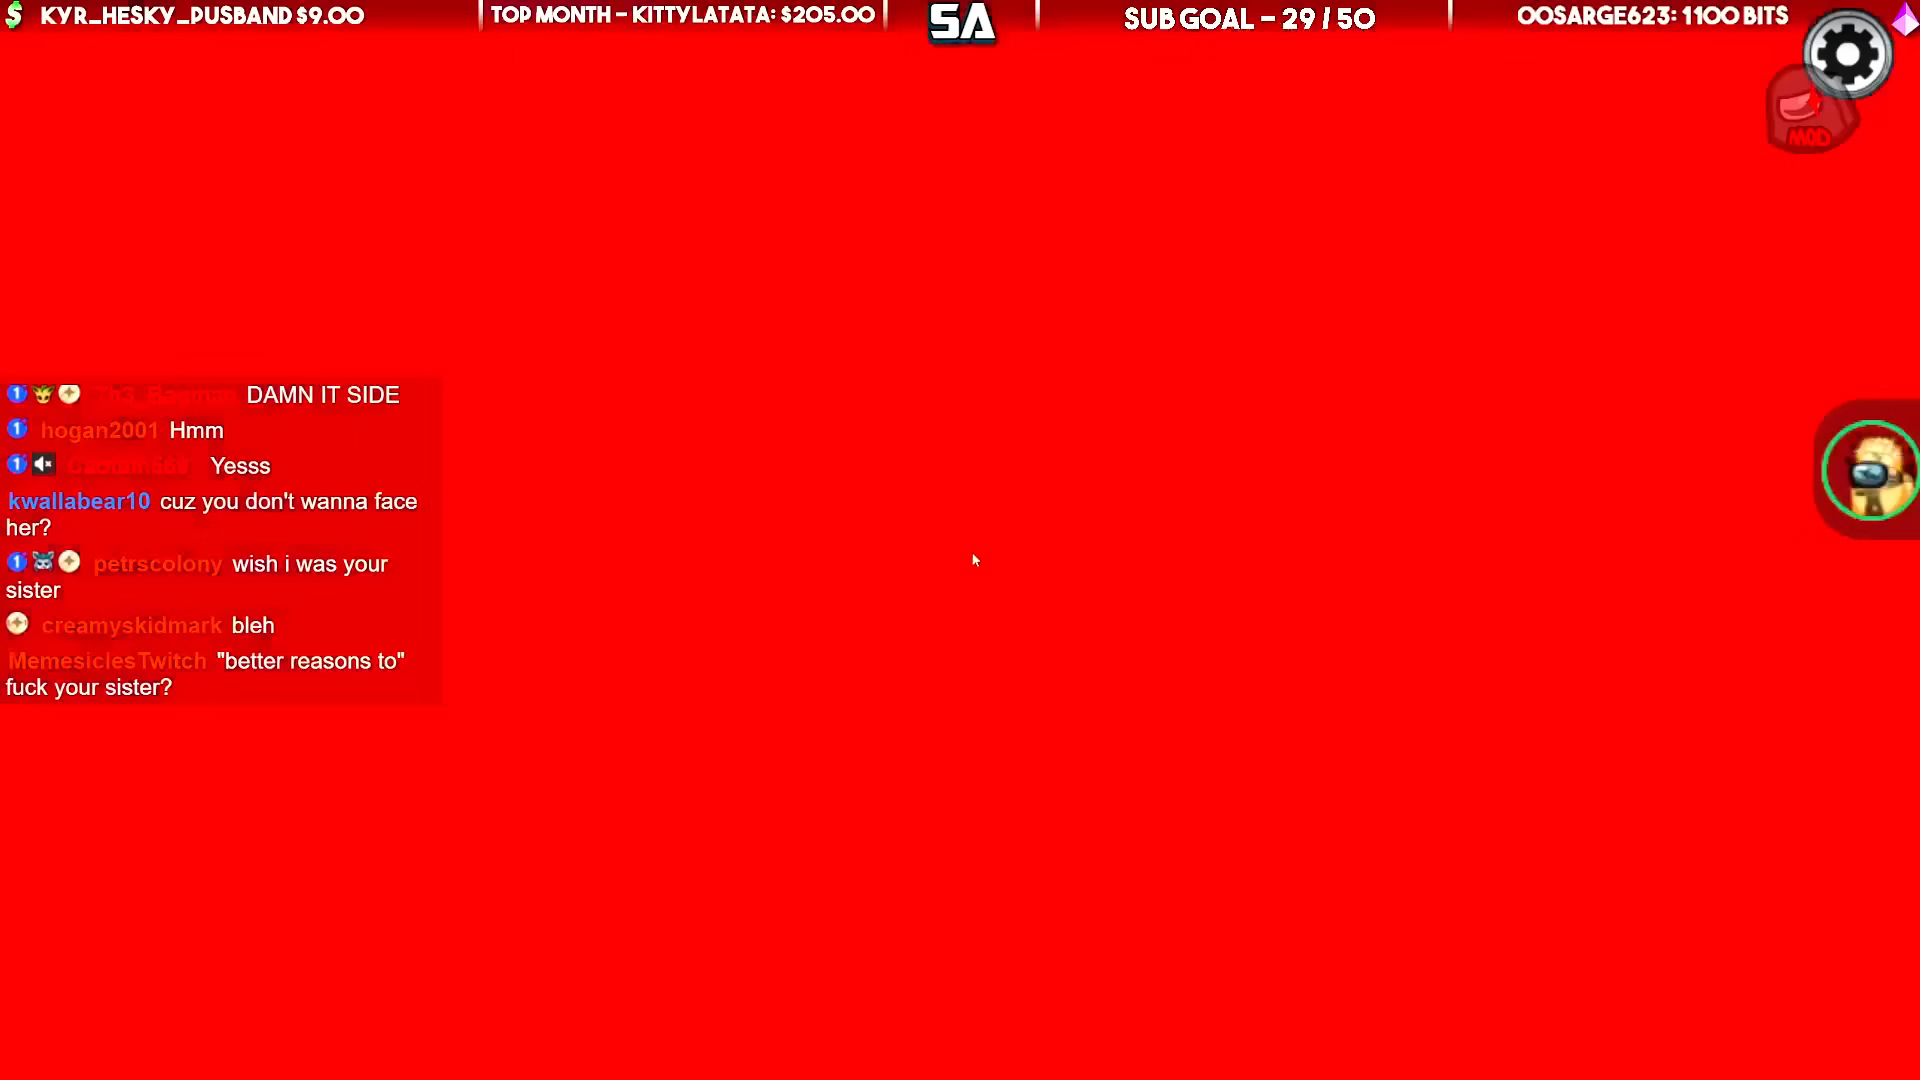 $ KYR_HESKY_PUSBAND $9.00
TOP MONTH - KITTYLATATA: $205.00
SA
SUB GOAL - 29 / 50
OOSARGE623: 1100 BITS
MOD
DAMN IT SIDE
hogan2001 Hmm
Yesss
kwallabear10 cuz you don't wanna face
her?
petrscolony wish i was your
sister
creamyskidmark bleh
MemesiclesTwitch "better reasons to"
fuck your sister?